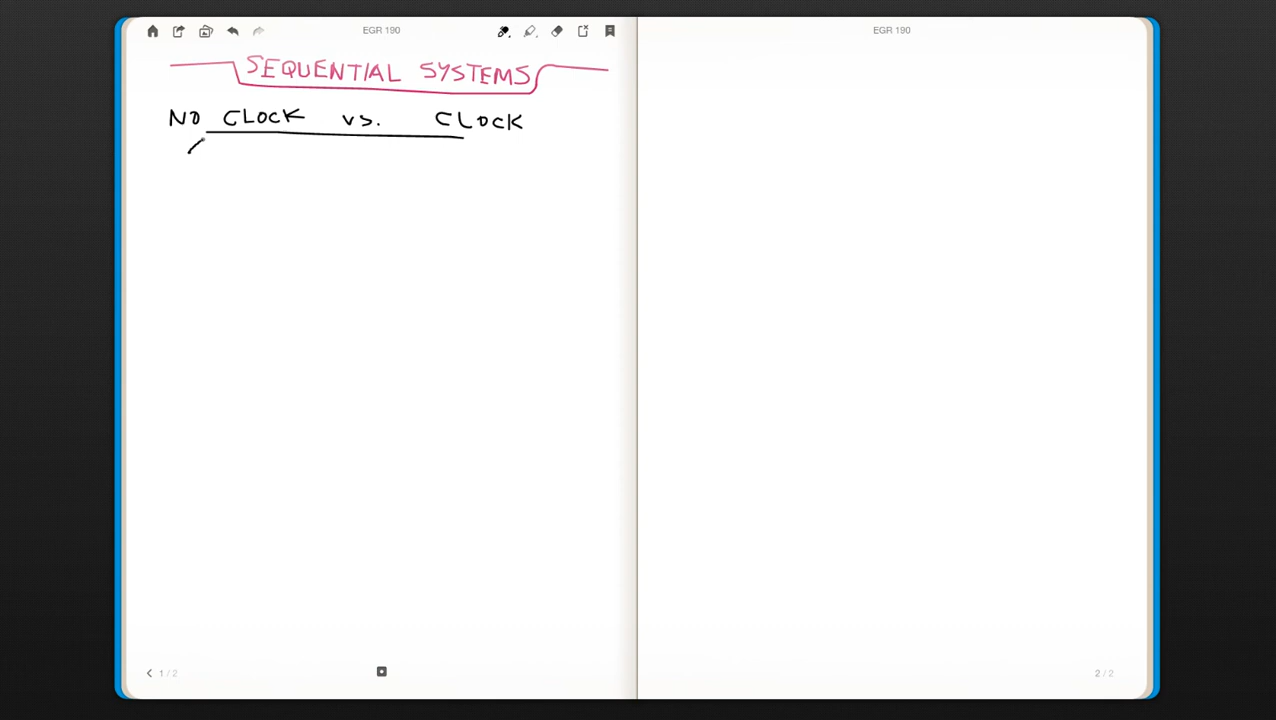 EGR 190
SEQUENTIAL SYSTEMS
NO CLOCK vs. CLOCK
1 / 2
EGR 190
2 / 2